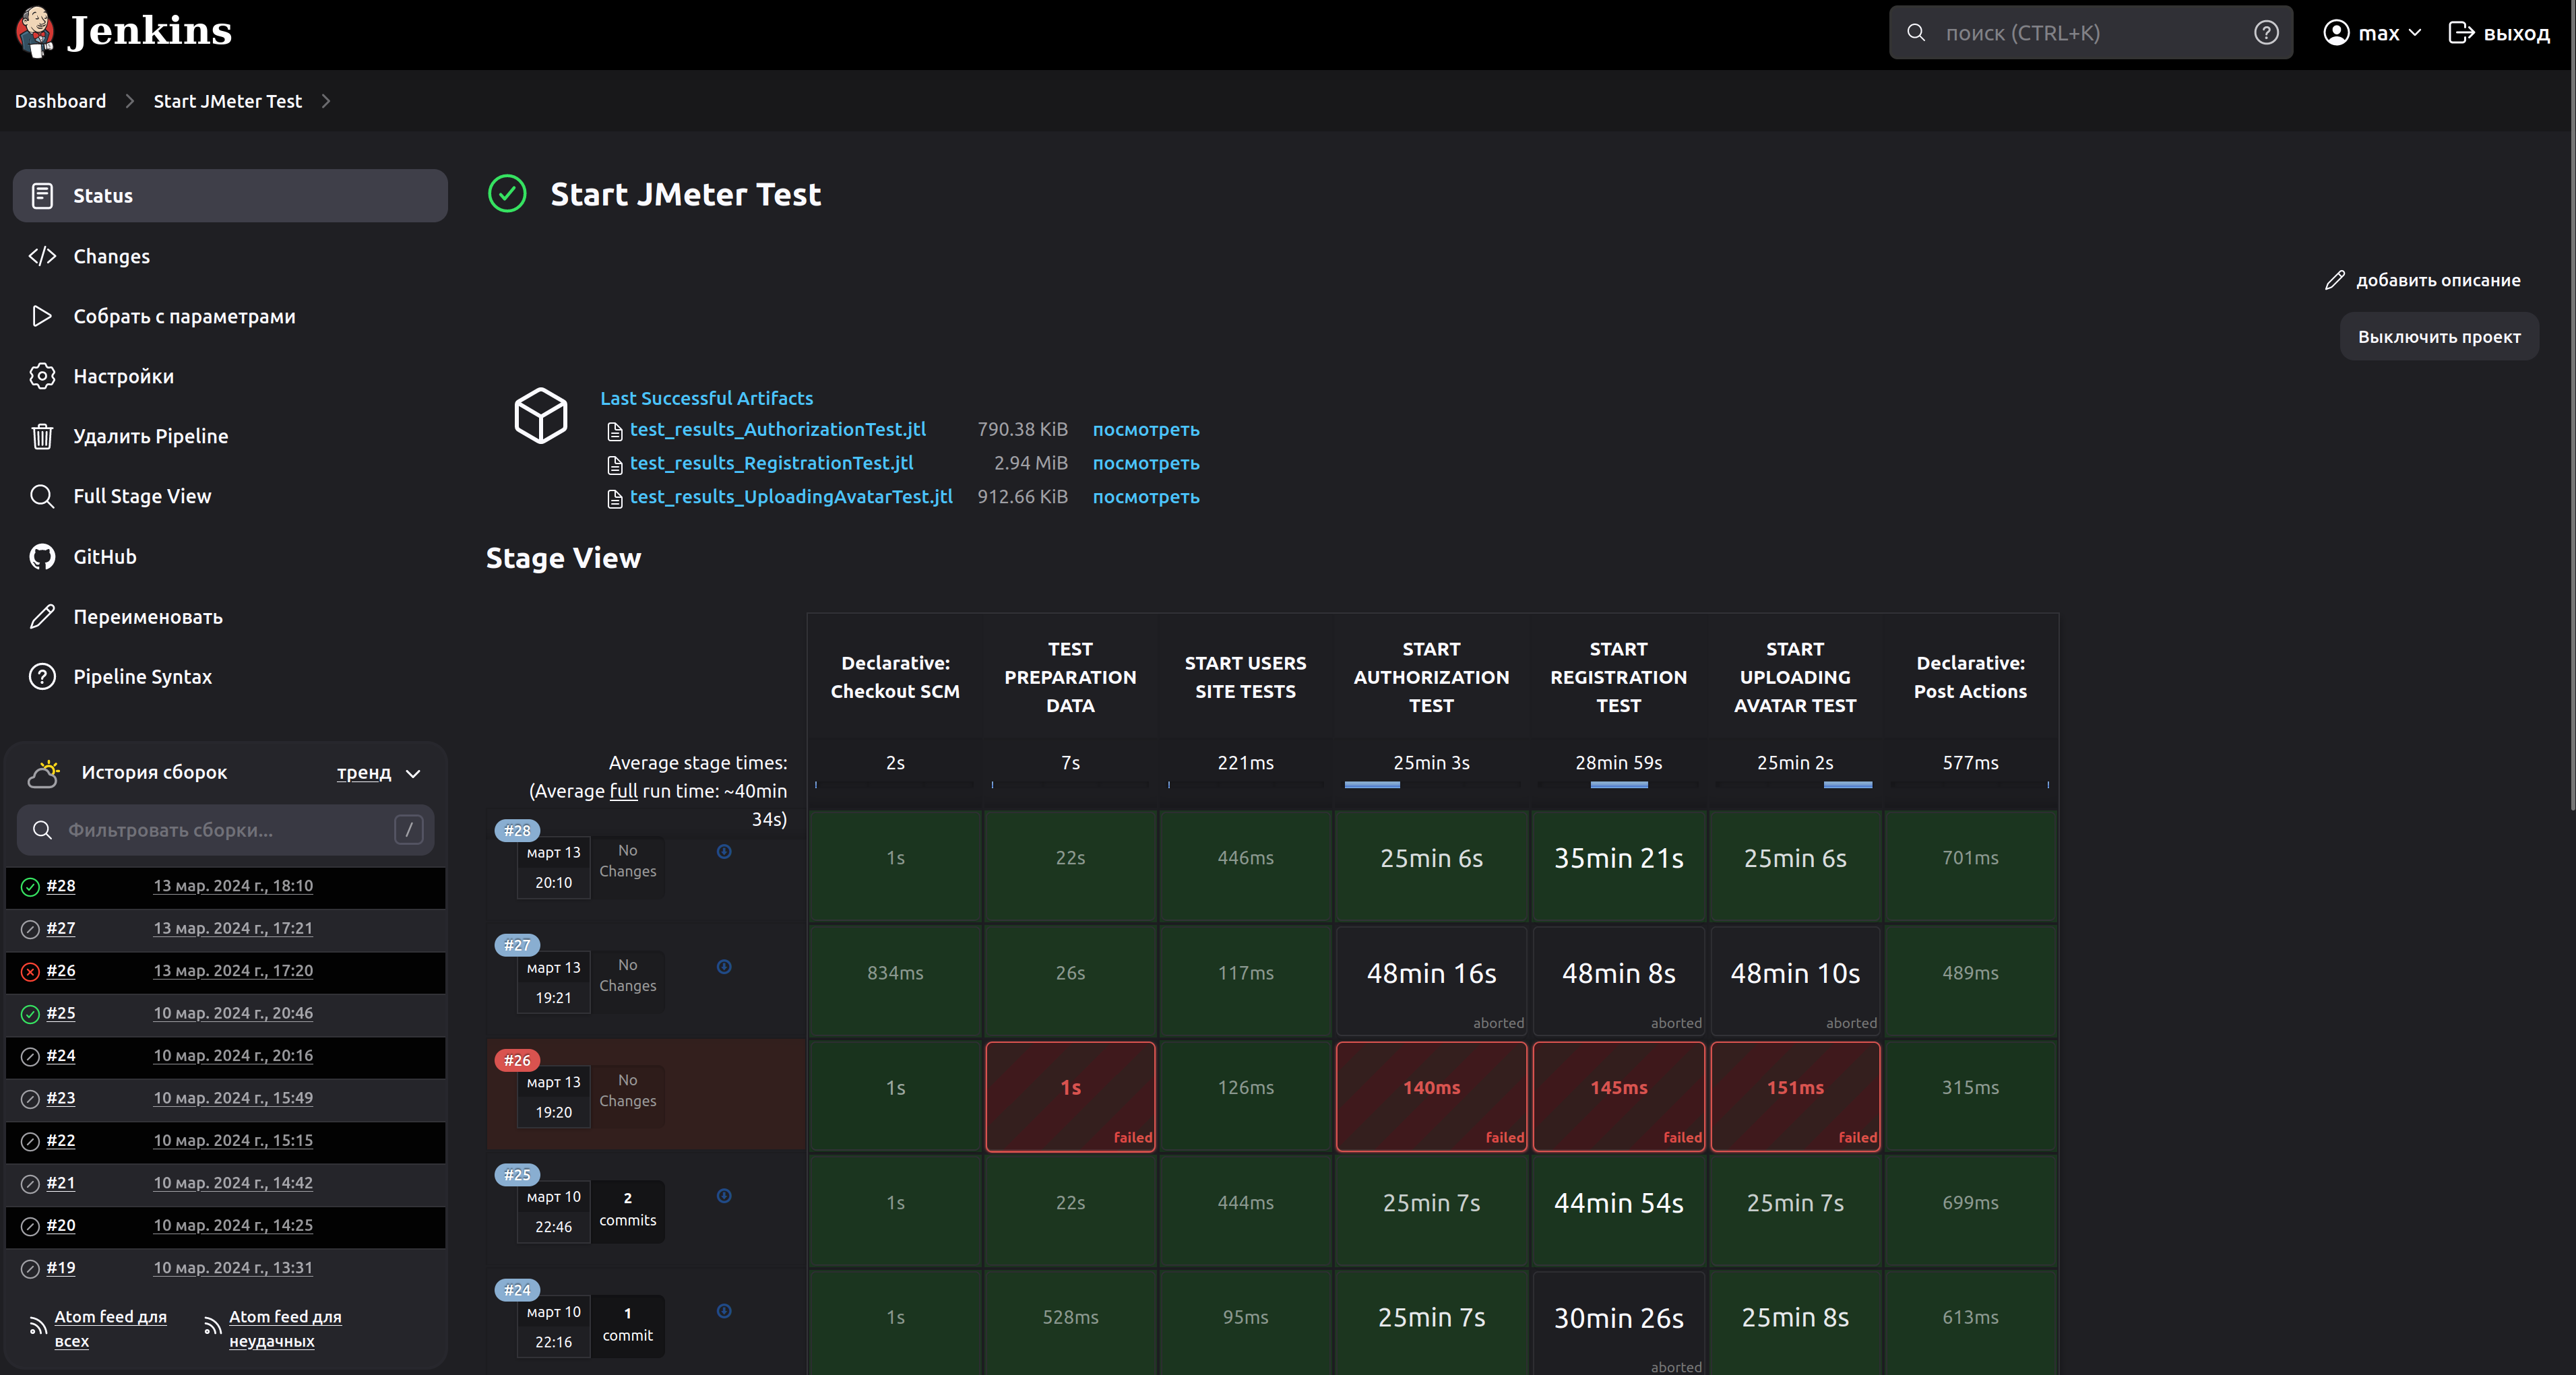 Jenkins
поиск (CTRL+K)
max
выход
Dashboard
Start JMeter Test
Status
Changes
Собрать с параметрами
Настройки
Удалить Pipeline
Full Stage View
GitHub
Переименовать
Pipeline Syntax
История сборок
тренд
Фильтровать сборки...
/
#28 13 мар. 2024 г., 18:10
#27 13 мар. 2024 г., 17:21
#26 13 мар. 2024 г., 17:20
#25 10 мар. 2024 г., 20:46
#24 10 мар. 2024 г., 20:16
#23 10 мар. 2024 г., 15:49
#22 10 мар. 2024 г., 15:15
#21 10 мар. 2024 г., 14:42
#20 10 мар. 2024 г., 14:25
#19 10 мар. 2024 г., 13:31
Atom feed для
всех
Atom feed для
неудачных
Start JMeter Test
добавить описание
Выключить проект
Last Successful Artifacts
test_results_AuthorizationTest.jtl 790.38 KiB посмотреть
test_results_RegistrationTest.jtl 2.94 MiB посмотреть
test_results_UploadingAvatarTest.jtl 912.66 KiB посмотреть
Stage View
Declarative:
Checkout SCM
TEST
PREPARATION
DATA
START USERS
SITE TESTS
START
AUTHORIZATION
TEST
START
REGISTRATION
TEST
START
UPLOADING
AVATAR TEST
Declarative:
Post Actions
Average stage times:
(Average full run time: ~40min
34s)
2s 7s 221ms 25min 3s 28min 59s 25min 2s 577ms
#28
март 13
20:10
No
Changes
1s 22s 446ms 25min 6s 35min 21s 25min 6s 701ms
#27
март 13
19:21
No
Changes
834ms 26s 117ms 48min 16s 48min 8s 48min 10s 489ms
aborted aborted aborted
#26
март 13
19:20
No
Changes
1s 1s 126ms 140ms 145ms 151ms 315ms
failed failed failed failed
#25
март 10
22:46
2
commits
1s 22s 444ms 25min 7s 44min 54s 25min 7s 699ms
#24
март 10
22:16
1
commit
1s 528ms 95ms 25min 7s 30min 26s 25min 8s 613ms
aborted